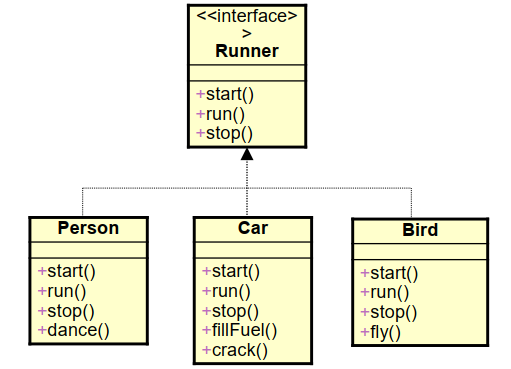 <<interface>
>
Runner
+start()
+run()
+stop()
Person
+start()
+run()
+stop()
+dance()
Car
+start()
+run()
+stop()
+fillFuel()
+crack()
Bird
+start()
+run()
+stop()
+fly()